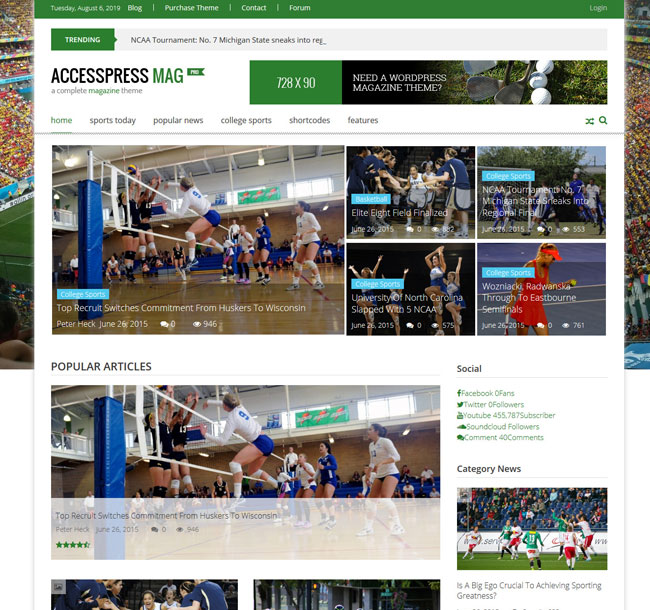 Tuesday, August 6, 2019 Blog Purchase Theme Contact Forum Login
TRENDING NCAA Tournament: No. 7 Michigan State sneaks into reg_
ACCESSPRESS MAG PRO
a complete magazine theme
728 X 90
NEED A WORDPRESS
MAGAZINE THEME?
home sports today popular news college sports shortcodes features
College Sports
Top Recruit Switches Commitment From Huskers To Wisconsin
Peter Heck June 26, 2015 0 946
Basketball
Elite Eight Field Finalized
June 26, 2015 0 882
College Sports
NCAA Tournament: No. 7
Michigan State Sneaks Into
Regional Final
June 26, 2015 0 553
College Sports
University Of North Carolina
Slapped With 5 NCAA
June 26, 2015 0 575
College Sports
Wozniacki, Radwanska
Through To Eastbourne
Semifinals
June 26, 2015 0 761
POPULAR ARTICLES
Top Recruit Switches Commitment From Huskers To Wisconsin
Peter Heck June 26, 2015 0 946
Social
Facebook 0Fans
Twitter 0Followers
Youtube 455,787Subscriber
Soundcloud Followers
Comment 40Comments
Category News
Is A Big Ego Crucial To Achieving Sporting
Greatness?